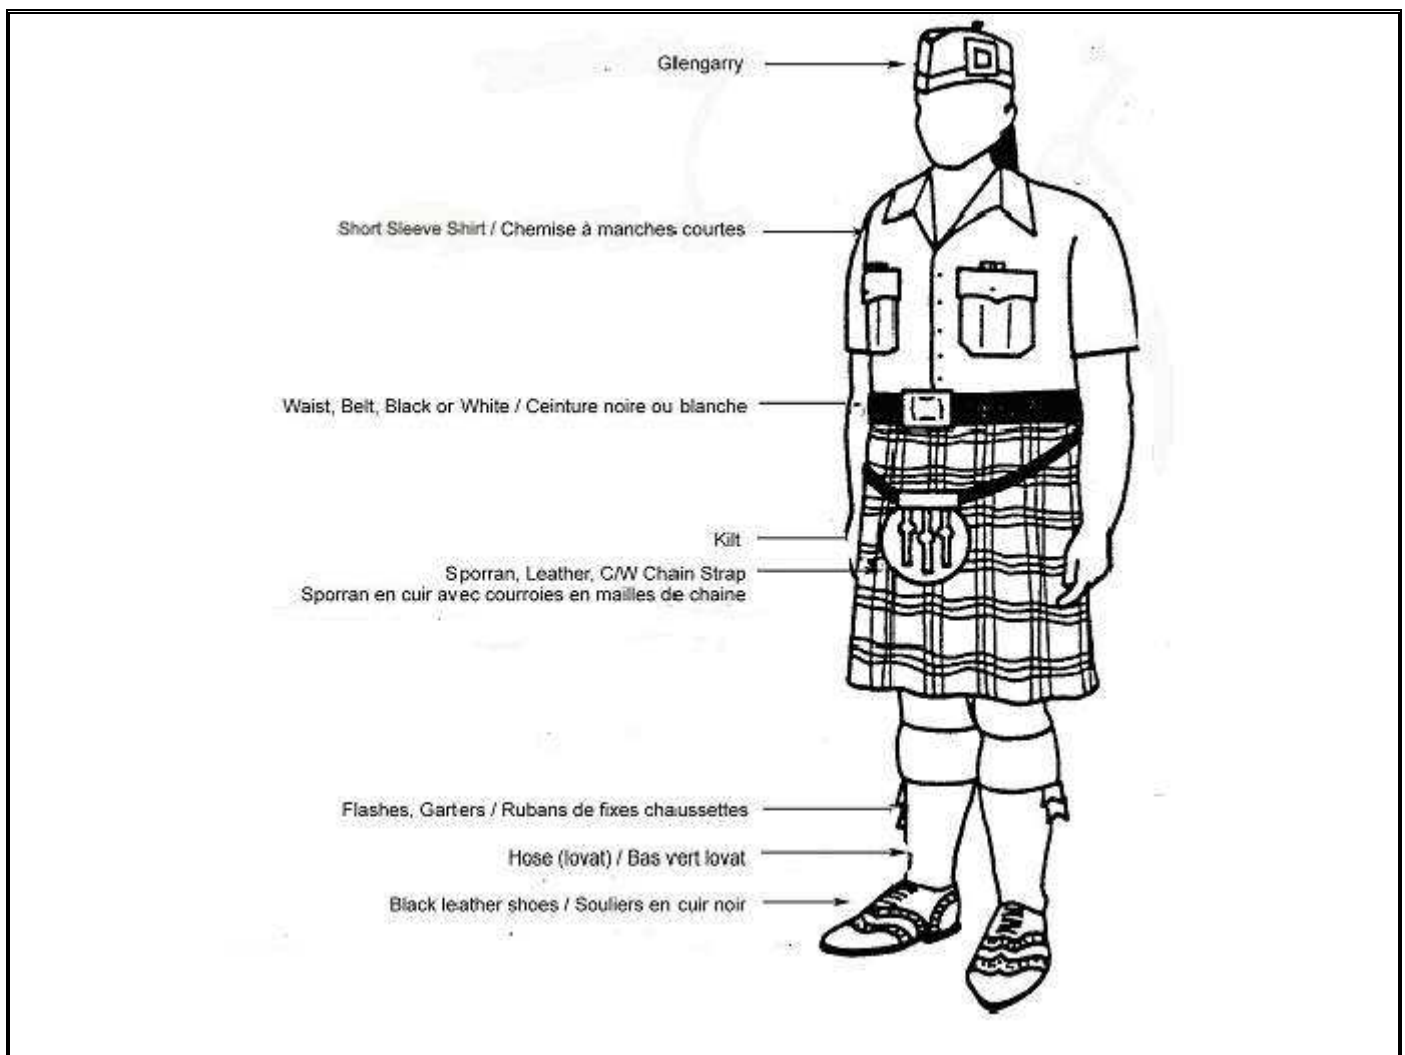 Glengarry
Short Sleeve Shirt / Chemise à manches courtes
Waist, Belt, Black or White / Ceinture noire ou blanche
Kilt
Sporran, Leather, C/W Chain Strap
Sporran en cuir avec courroies en mailles de chaine
Flashes, Garters / Rubans de fixes chaussettes
Hose (lovat) / Bas vert lovat
Black leather shoes / Souliers en cuir noir